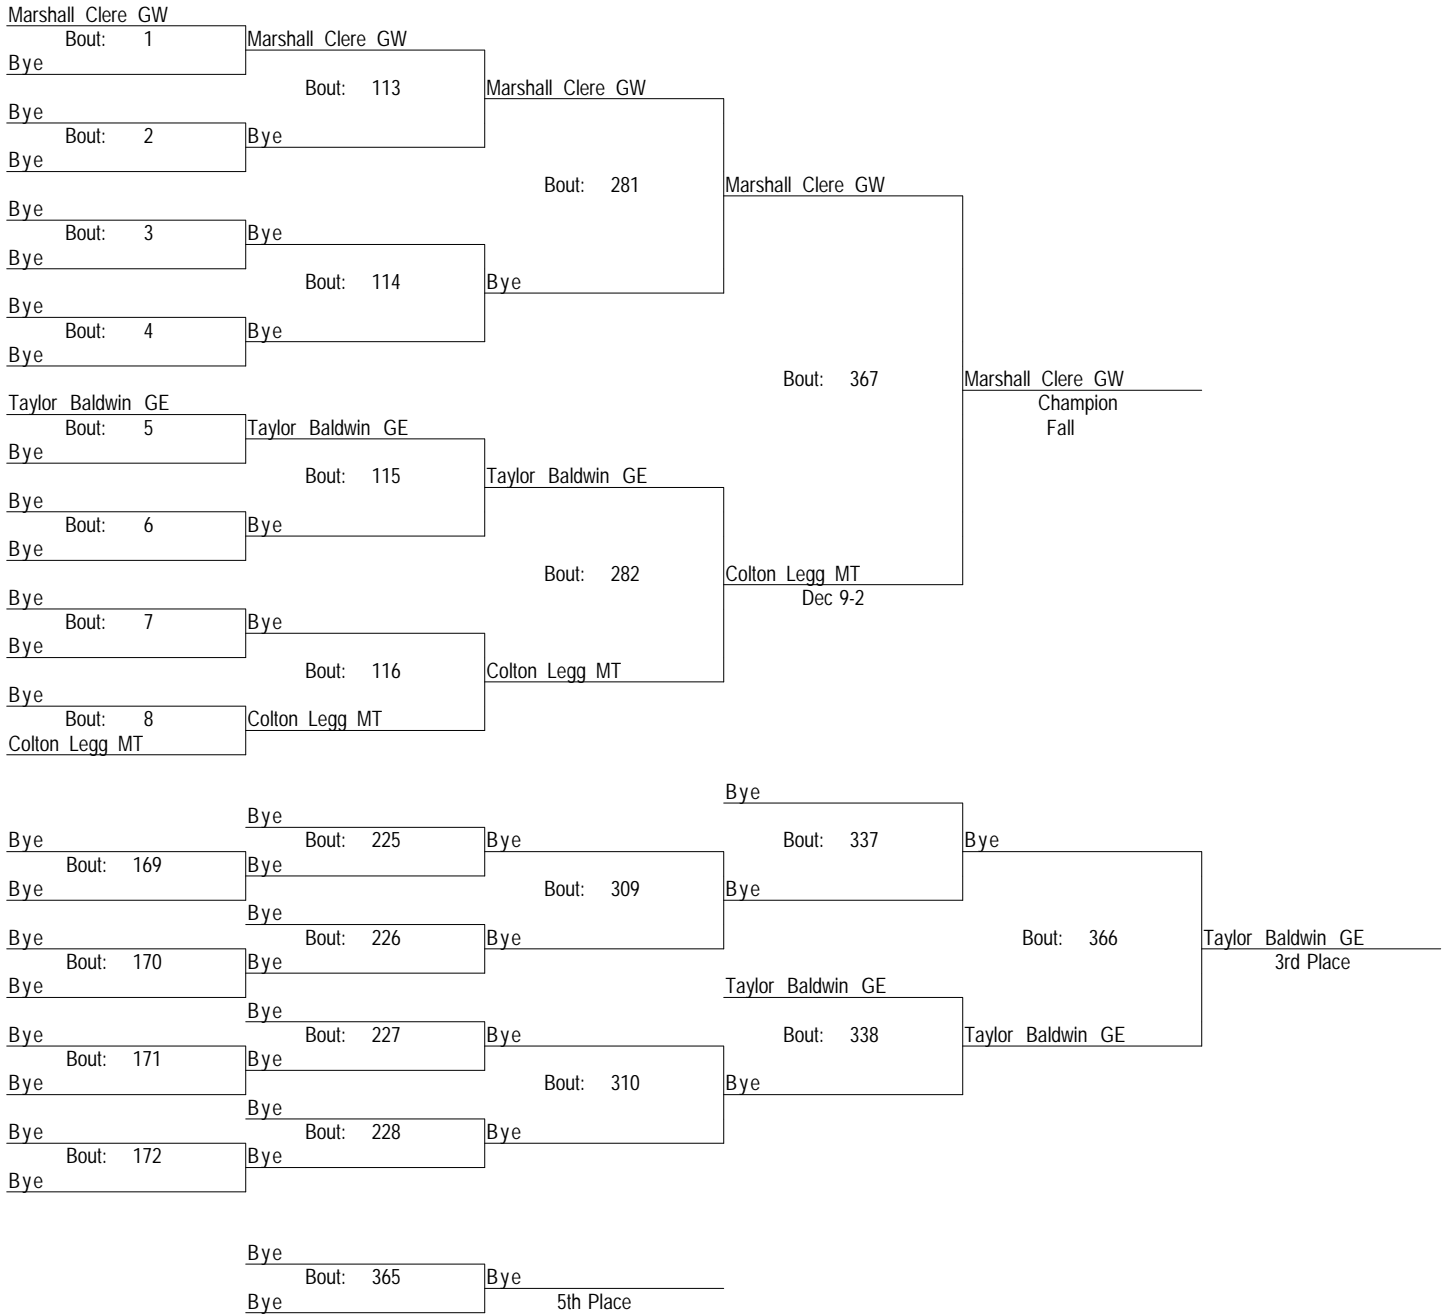 Marshall Clere GW
Bout: 1
Marshall Clere GW
Bye
Bout: 113
Marshall Clere GW
Bye
Bout: 2
Bye
Bye
Bout: 281
Marshall Clere GW
Bye
Bout: 3
Bye
Bye
Bout: 114
Bye
Bye
Bout: 4
Bye
Bye
Bout: 367
Marshall Clere GW
Champion
Fall
Taylor Baldwin GE
Bout: 5
Taylor Baldwin GE
Bye
Bout: 115
Taylor Baldwin GE
Bye
Bout: 6
Bye
Bye
Bout: 282
Colton Legg MT
Dec 9-2
Bye
Bout: 7
Bye
Bye
Bout: 116
Colton Legg MT
Bye
Bout: 8
Colton Legg MT
Colton Legg MT
Bye
Bye
Bye
Bout: 225
Bye
Bout: 337
Bye
Bout: 169
Bye
Bye
Bout: 309
Bye
Bye
Bye
Bout: 226
Bye
Bout: 366
Taylor Baldwin GE
3rd Place
Bout: 170
Bye
Bye
Taylor Baldwin GE
Bye
Bye
Bout: 227
Bye
Bout: 338
Taylor Baldwin GE
Bout: 171
Bye
Bye
Bout: 310
Bye
Bye
Bye
Bout: 228
Bye
Bout: 172
Bye
Bye
Bye
Bout: 365
Bye
Bye
5th Place